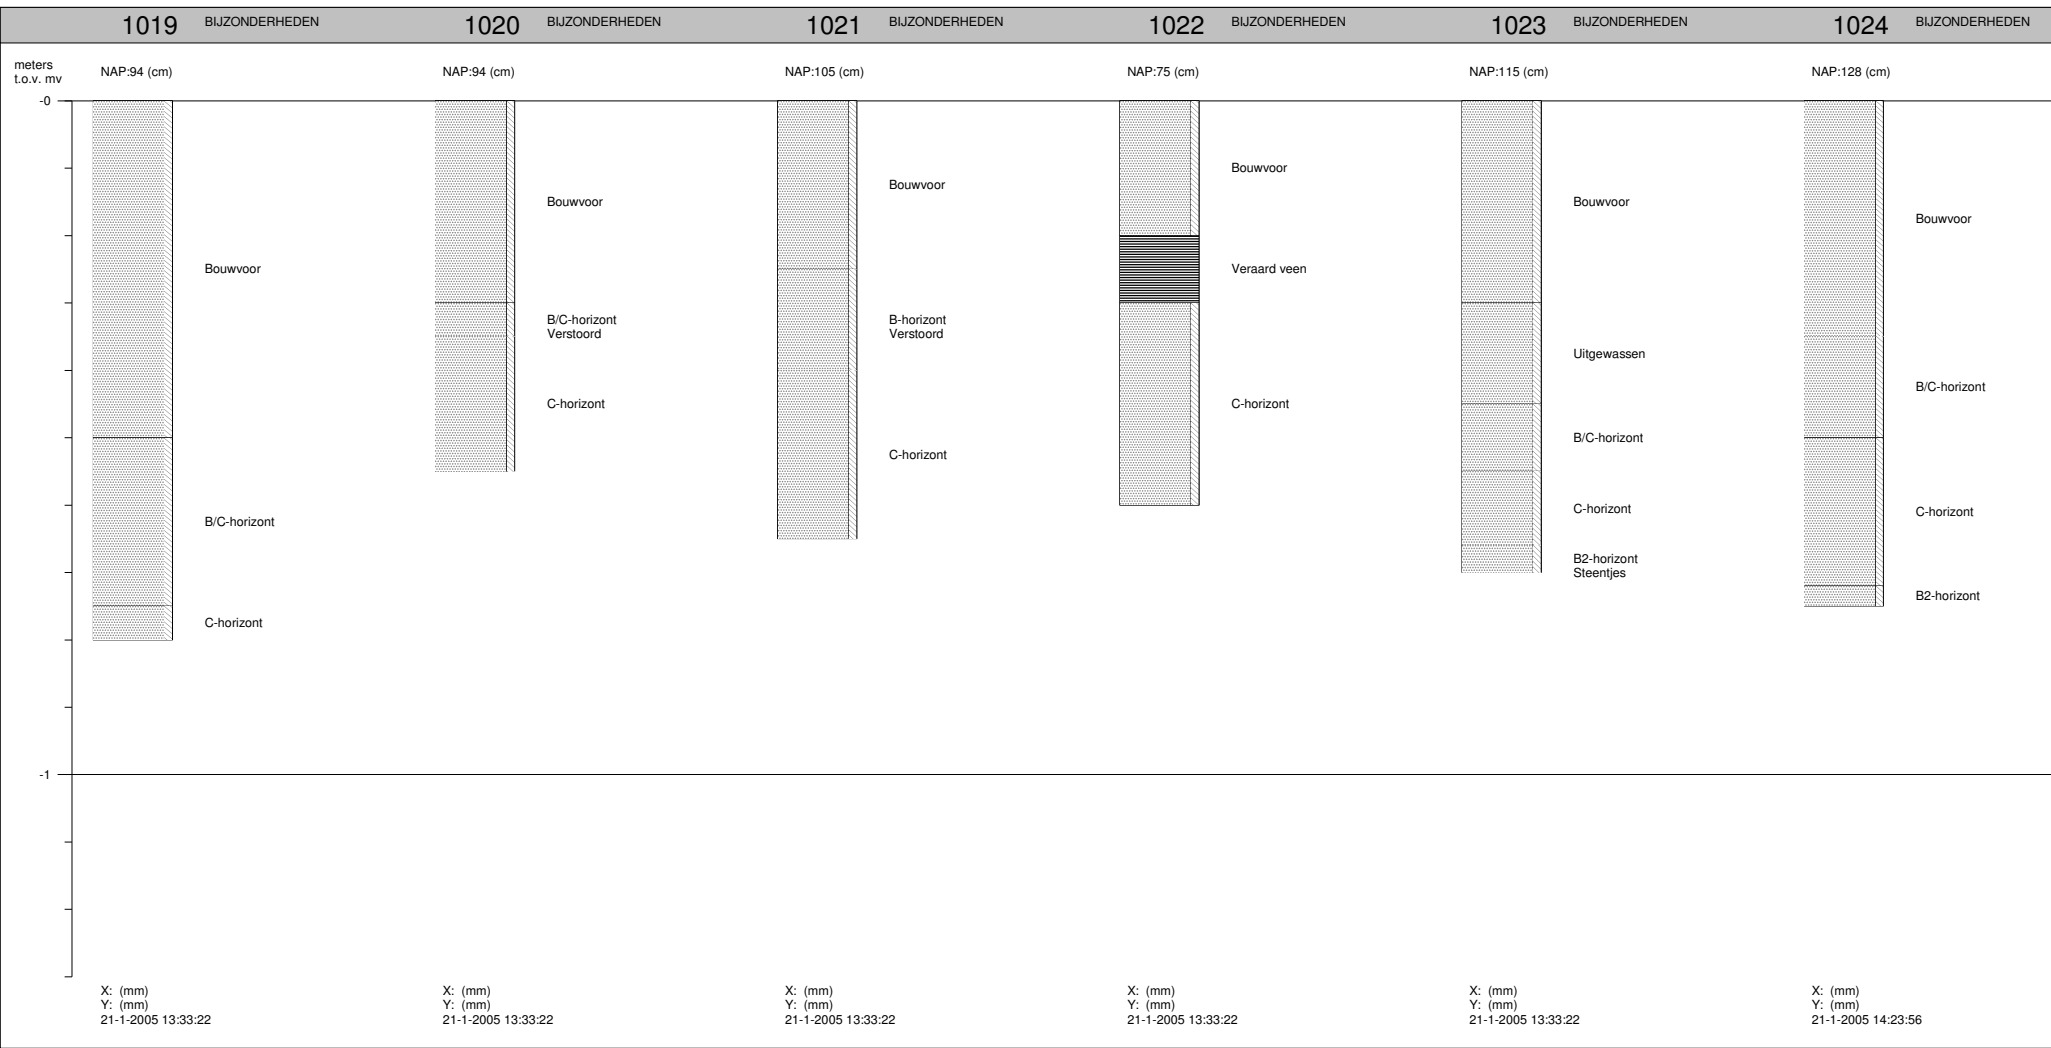 1019 BIJZONDERHEDEN 1020 BIJZONDERHEDEN 1021 BIJZONDERHEDEN 1022 BIJZONDERHEDEN 1023 BIJZONDERHEDEN 1024 BIJZONDERHEDEN
meters
t.o.v. mv
NAP:94 (cm) NAP:94 (cm) NAP:105 (cm) NAP:75 (cm) NAP:115 (cm) NAP:128 (cm)
-0
-1
Bouwvoor
B/C-horizont
C-horizont
Bouwvoor
B/C-horizont
Verstoord
C-horizont
Bouwvoor
B-horizont
Verstoord
C-horizont
Bouwvoor
Veraard veen
C-horizont
Bouwvoor
Uitgewassen
B/C-horizont
C-horizont
B2-horizont
Steentjes
Bouwvoor
B/C-horizont
C-horizont
B2-horizont
X: (mm)
Y: (mm)
21-1-2005 13:33:22
X: (mm)
Y: (mm)
21-1-2005 13:33:22
X: (mm)
Y: (mm)
21-1-2005 13:33:22
X: (mm)
Y: (mm)
21-1-2005 13:33:22
X: (mm)
Y: (mm)
21-1-2005 13:33:22
X: (mm)
Y: (mm)
21-1-2005 14:23:56